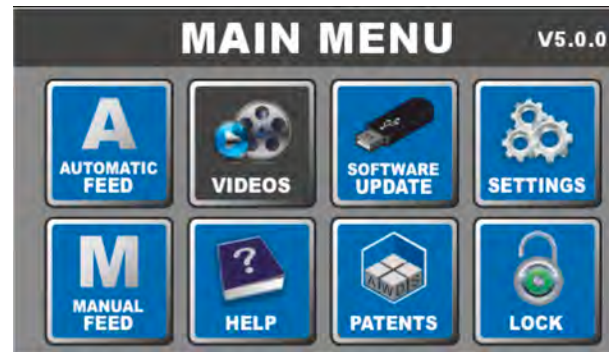 MAIN MENU
V5.0.0
A
AUTOMATIC
FEED
VIDEOS
SOFTWARE
UPDATE
SETTINGS
M
MANUAL
FEED
?
HELP
PATENTS
LOCK